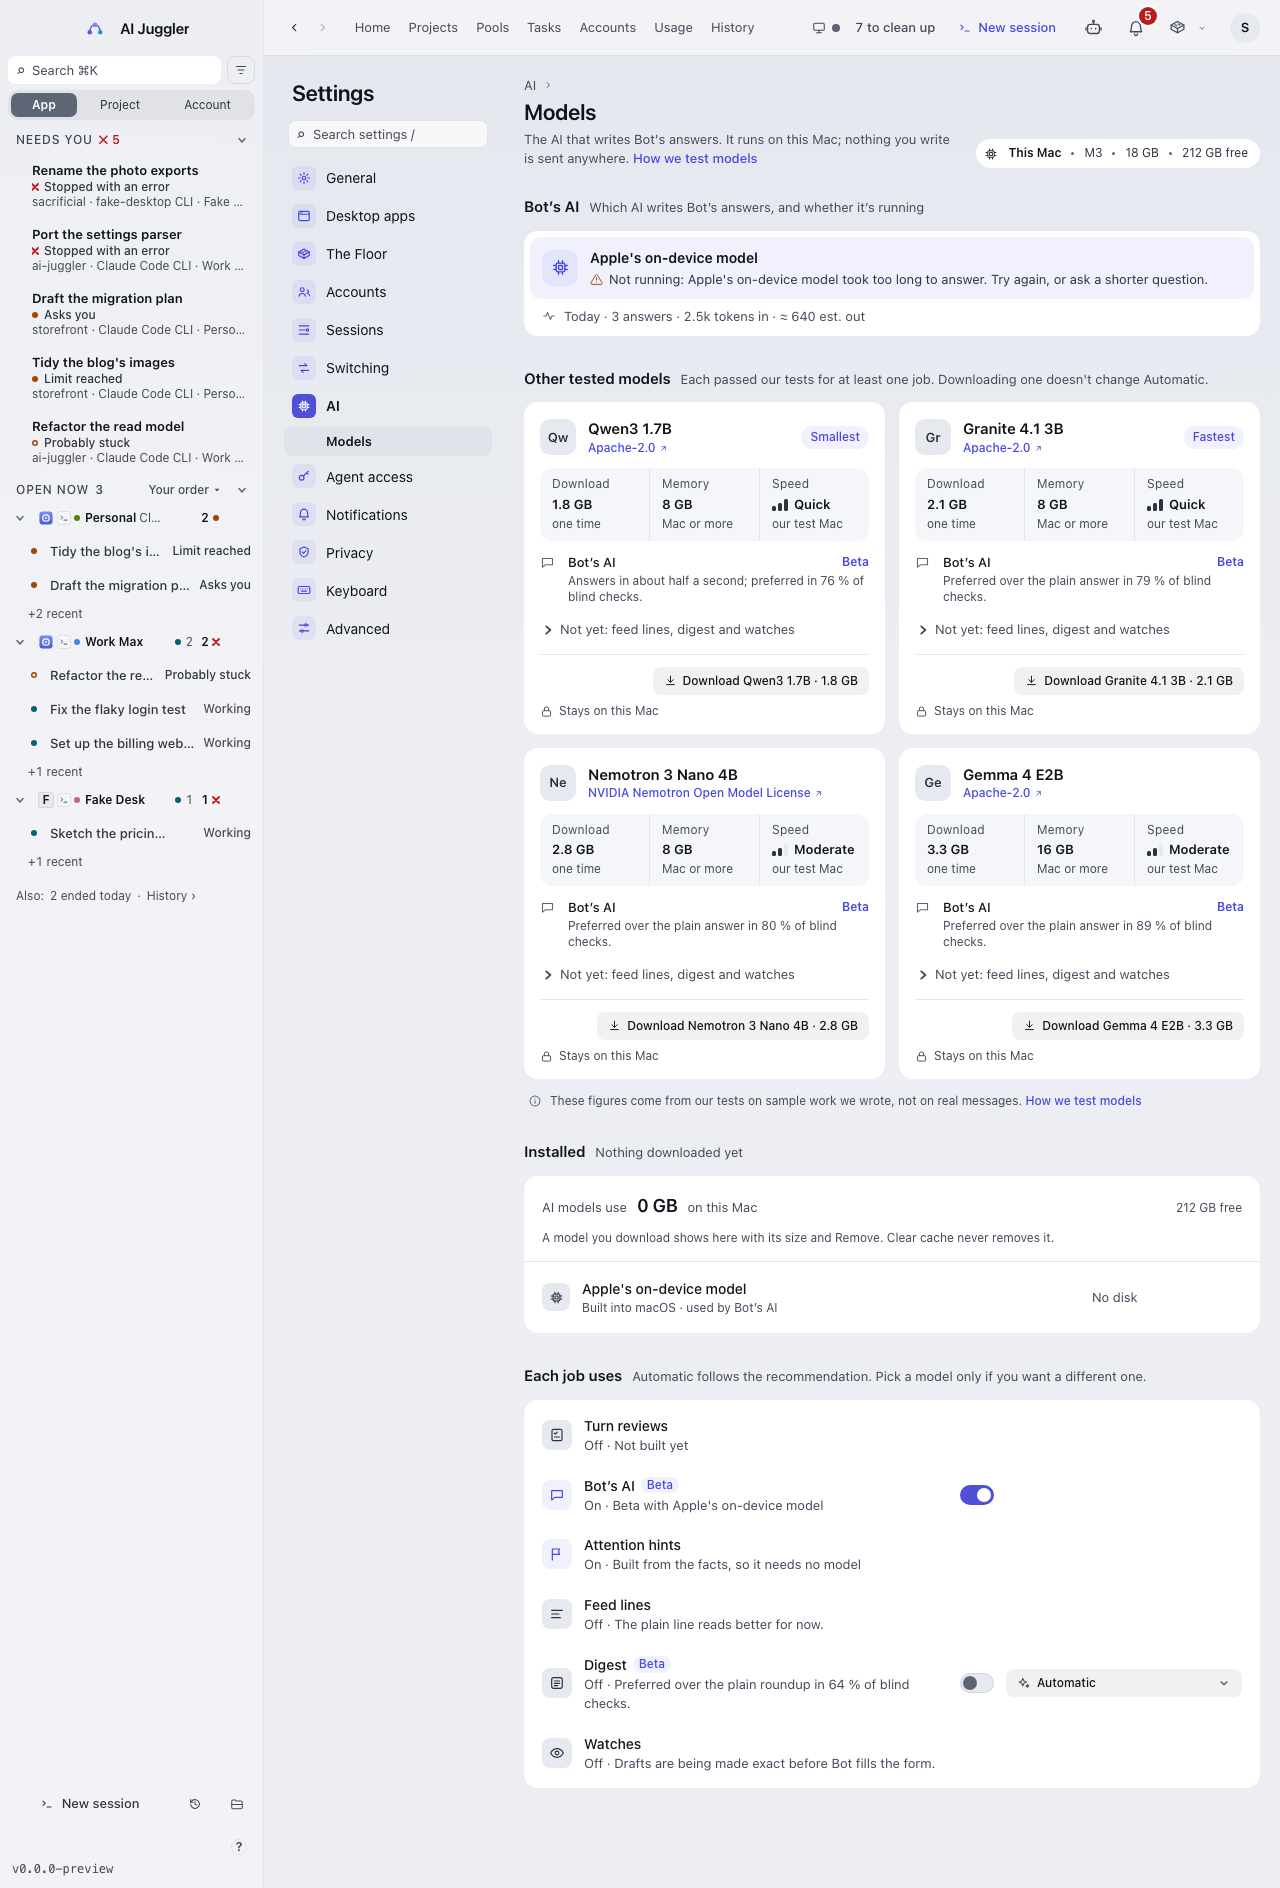 AI Juggler
Search ⌘K
App Project Account
NEEDS YOU 5
Rename the photo exports
Stopped with an error
sacrificial · fake-desktop CLI · Fake ...
Port the settings parser
Stopped with an error
ai-juggler · Claude Code CLI · Work ...
Draft the migration plan
Asks you
storefront · Claude Code CLI · Perso...
Tidy the blog's images
Limit reached
storefront · Claude Code CLI · Perso...
Refactor the read model
Probably stuck
ai-juggler · Claude Code CLI · Work ...
OPEN NOW 3 Your order
Personal Cl... 2
Tidy the blog's i... Limit reached
Draft the migration p... Asks you
+2 recent
Work Max 2 2
Refactor the re... Probably stuck
Fix the flaky login test Working
Set up the billing web... Working
+1 recent
F Fake Desk 1 1
Sketch the pricin... Working
+1 recent
Also: 2 ended today · History ›
New session
?
v0.0.0-preview
Home Projects Pools Tasks Accounts Usage History
7 to clean up New session 5 S
Settings
Search settings /
General
Desktop apps
The Floor
Accounts
Sessions
Switching
AI
Models
Agent access
Notifications
Privacy
Keyboard
Advanced
AI ›
Models
The AI that writes Bot's answers. It runs on this Mac; nothing you write
is sent anywhere. How we test models
This Mac • M3 • 18 GB • 212 GB free
Bot’s AI Which AI writes Bot’s answers, and whether it’s running
Apple's on-device model
Not running: Apple's on-device model took too long to answer. Try again, or ask a shorter question.
Today · 3 answers · 2.5k tokens in · ≈ 640 est. out
Other tested models Each passed our tests for at least one job. Downloading one doesn't change Automatic.
Qw Qwen3 1.7B
Apache-2.0 ↗
Smallest
Download Memory Speed
1.8 GB 8 GB Quick
one time Mac or more our test Mac
Bot’s AI Beta
Answers in about half a second; preferred in 76 % of
blind checks.
Not yet: feed lines, digest and watches
Download Qwen3 1.7B · 1.8 GB
Stays on this Mac
Gr Granite 4.1 3B
Apache-2.0 ↗
Fastest
Download Memory Speed
2.1 GB 8 GB Quick
one time Mac or more our test Mac
Bot’s AI Beta
Preferred over the plain answer in 79 % of blind
checks.
Not yet: feed lines, digest and watches
Download Granite 4.1 3B · 2.1 GB
Stays on this Mac
Ne Nemotron 3 Nano 4B
NVIDIA Nemotron Open Model License ↗
Download Memory Speed
2.8 GB 8 GB Moderate
one time Mac or more our test Mac
Bot’s AI Beta
Preferred over the plain answer in 80 % of blind
checks.
Not yet: feed lines, digest and watches
Download Nemotron 3 Nano 4B · 2.8 GB
Stays on this Mac
Ge Gemma 4 E2B
Apache-2.0 ↗
Download Memory Speed
3.3 GB 16 GB Moderate
one time Mac or more our test Mac
Bot’s AI Beta
Preferred over the plain answer in 89 % of blind
checks.
Not yet: feed lines, digest and watches
Download Gemma 4 E2B · 3.3 GB
Stays on this Mac
These figures come from our tests on sample work we wrote, not on real messages. How we test models
Installed Nothing downloaded yet
AI models use 0 GB on this Mac 212 GB free
A model you download shows here with its size and Remove. Clear cache never removes it.
Apple's on-device model
Built into macOS · used by Bot’s AI
No disk
Each job uses Automatic follows the recommendation. Pick a model only if you want a different one.
Turn reviews
Off · Not built yet
Bot’s AI Beta
On · Beta with Apple's on-device model
Attention hints
On · Built from the facts, so it needs no model
Feed lines
Off · The plain line reads better for now.
Digest Beta
Off · Preferred over the plain roundup in 64 % of blind
checks.
Automatic
Watches
Off · Drafts are being made exact before Bot fills the form.